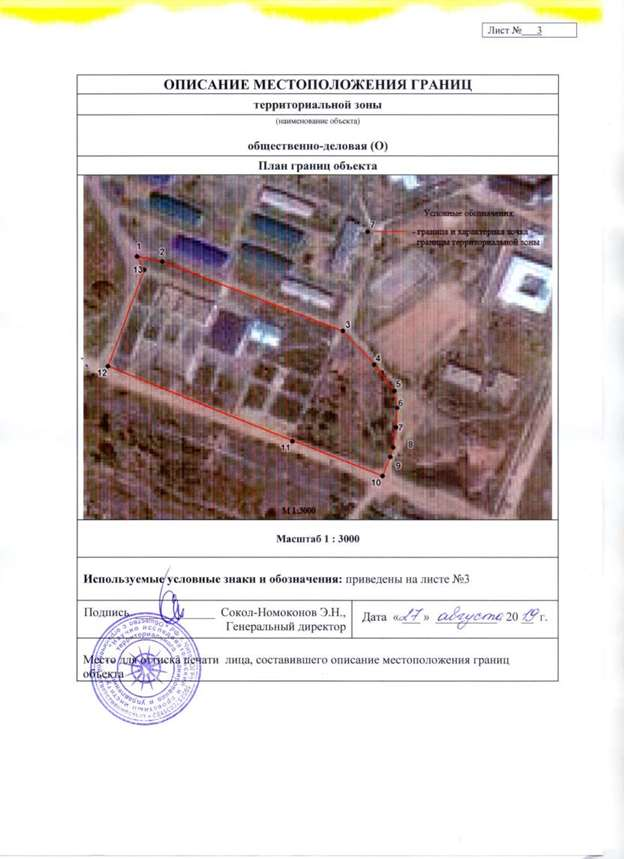 Лист № 3
ОПИСАНИЕ МЕСТОПОЛОЖЕНИЯ ГРАНИЦ
территориальной зоны
(наименование объекта)
общественно-деловая (О)
План границ объекта
Условные обозначения:
7
- граница и характерная точка
границы территориальной зоны
1
2
13
3
4
5
6
7
8
9
10
11
12
М 1:3000
Масштаб 1 : 3000
Используемые условные знаки и обозначения: приведены на листе №3
Подпись Сокол-Номоконов Э.Н.,
Генеральный директор
Дата «27» августа 2019 г.
Место для оттиска печати лица, составившего описание местоположения границ
объекта